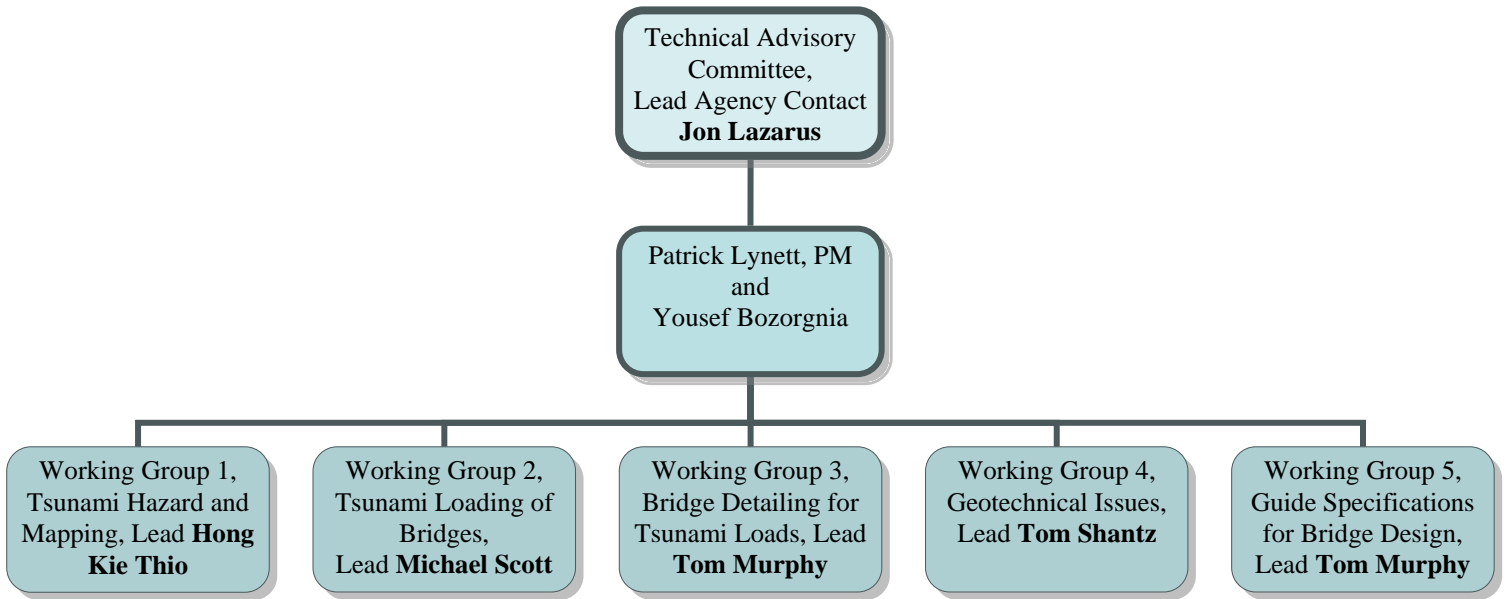 Technical Advisory
Committee,
Lead Agency Contact
Jon Lazarus
Patrick Lynett, PM
and
Yousef Bozorgnia
Working Group 1,
Tsunami Hazard and
Mapping, Lead Hong
Kie Thio
Working Group 2,
Tsunami Loading of
Bridges,
Lead Michael Scott
Working Group 3,
Bridge Detailing for
Tsunami Loads, Lead
Tom Murphy
Working Group 4,
Geotechnical Issues,
Lead Tom Shantz
Working Group 5,
Guide Specifications
for Bridge Design,
Lead Tom Murphy